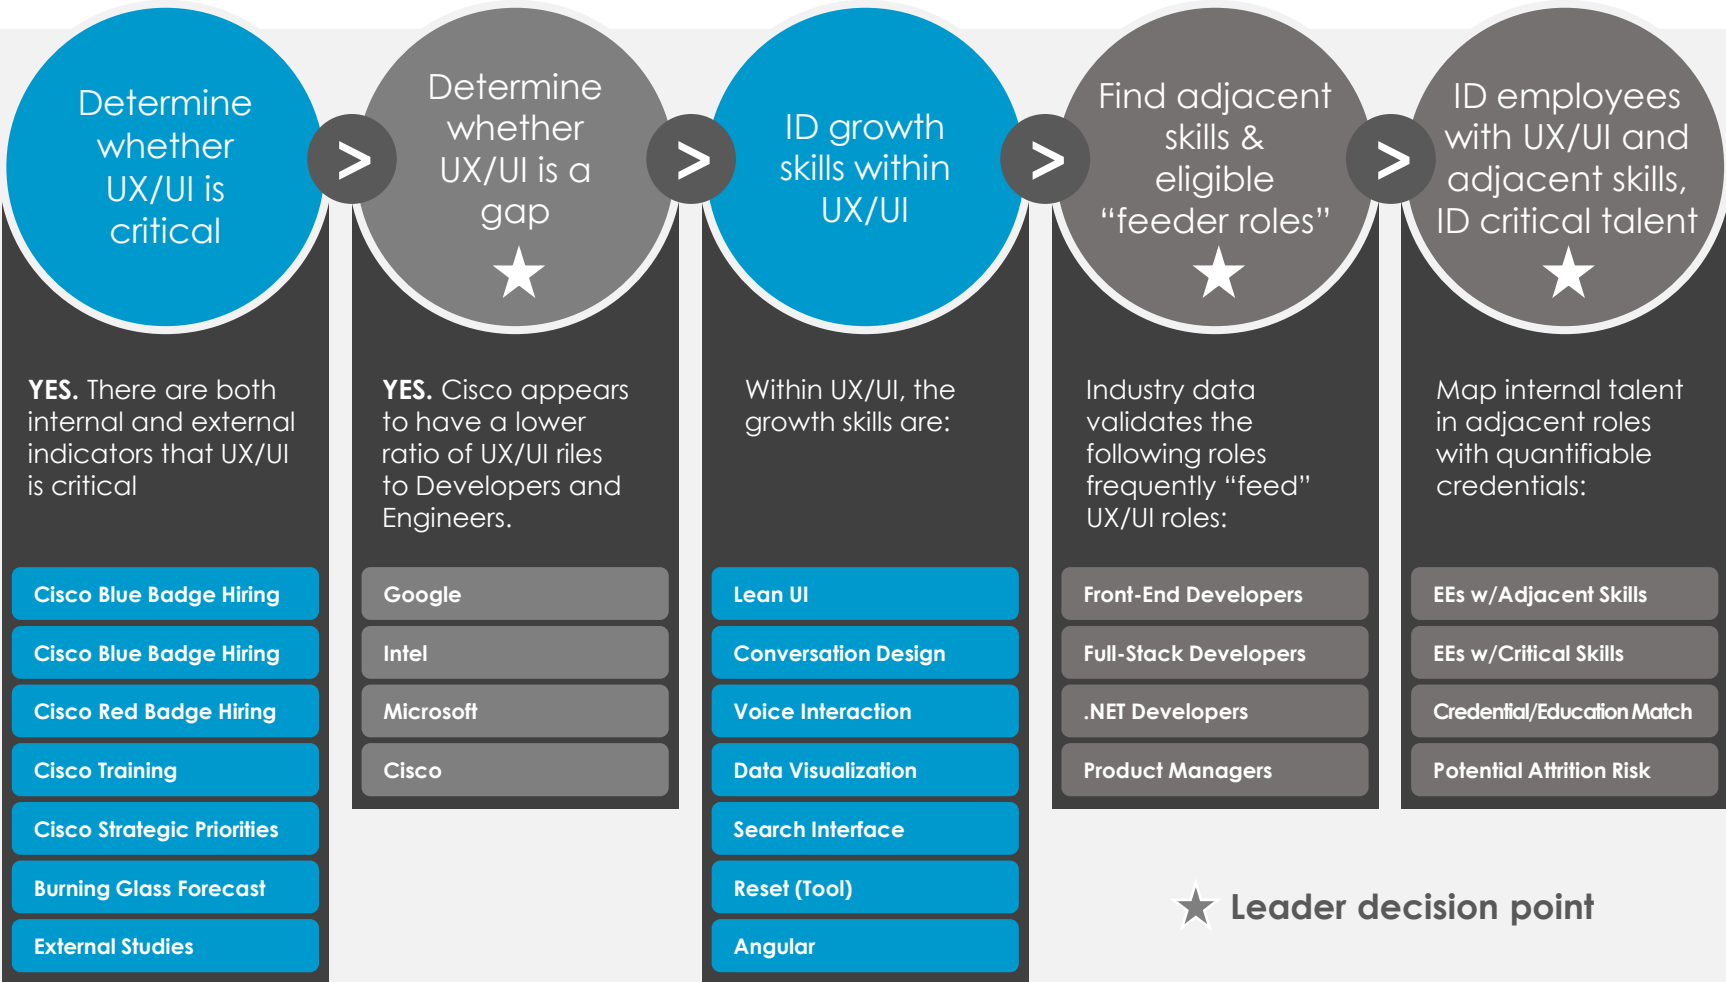 Determine
whether
UX/UI is
critical
>
Determine
whether
UX/UI is a
gap
>
ID growth
skills within
UX/UI
>
Find adjacent
skills &
eligible
“feeder roles”
>
ID employees
with UX/UI and
adjacent skills,
ID critical talent
YES. There are both
internal and external
indicators that UX/UI
is critical
Cisco Blue Badge Hiring
Cisco Blue Badge Hiring
Cisco Red Badge Hiring
Cisco Training
Cisco Strategic Priorities
Burning Glass Forecast
External Studies
YES. Cisco appears
to have a lower
ratio of UX/UI riles
to Developers and
Engineers.
Google
Intel
Microsoft
Cisco
Within UX/UI, the
growth skills are:
Lean UI
Conversation Design
Voice Interaction
Data Visualization
Search Interface
Reset (Tool)
Angular
Industry data
validates the
following roles
frequently “feed”
UX/UI roles:
Front-End Developers
Full-Stack Developers
.NET Developers
Product Managers
Map internal talent
in adjacent roles
with quantifiable
credentials:
EEs w/Adjacent Skills
EEs w/Critical Skills
Credential/Education Match
Potential Attrition Risk
Leader decision point